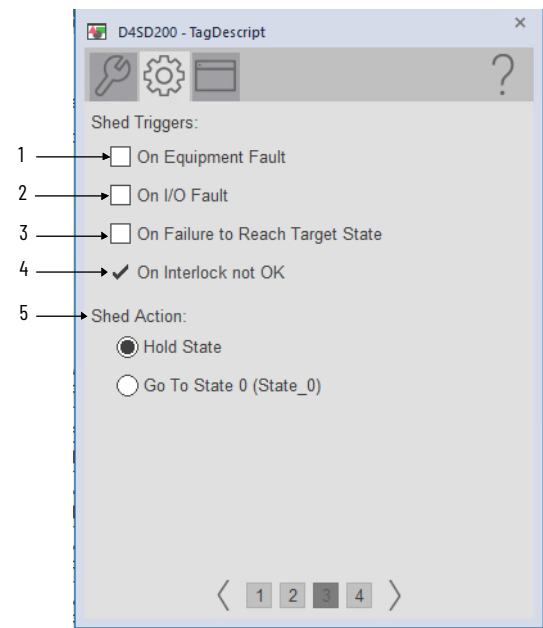 D4SD200 - TagDescript
×
?
Shed Triggers:
1 On Equipment Fault
2 On I/O Fault
3 On Failure to Reach Target State
4 On Interlock not OK
5 Shed Action:
Hold State
Go To State 0 (State_0)
1 2 3 4